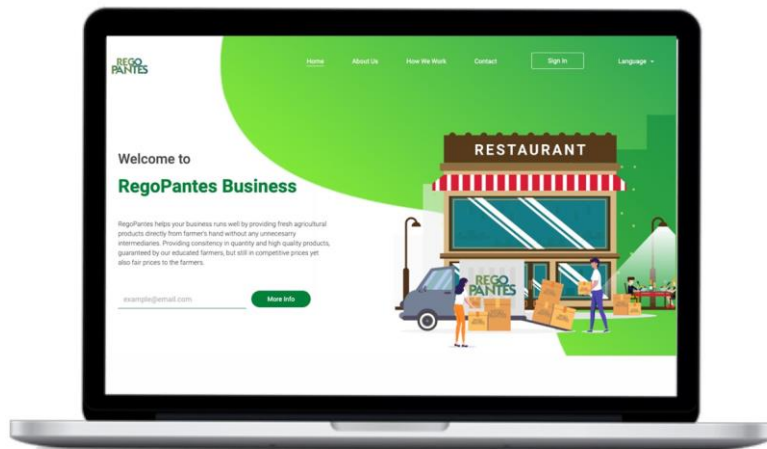 REGO
PANTES
Home
About Us
How We Work
Contact
Sign In
Language
Welcome to
RegoPantes Business
RegoPantes helps your business runs well by providing fresh agricultural
products directly from farmer's hand without any unnecesarry
intermediaries. Providing consitency in quantity and high quality products,
guaranteed by our educated farmers, but still in competitive prices yet
also fair prices to the farmers.
example@email.com
More Info
RESTAURANT
REGO
PANTES